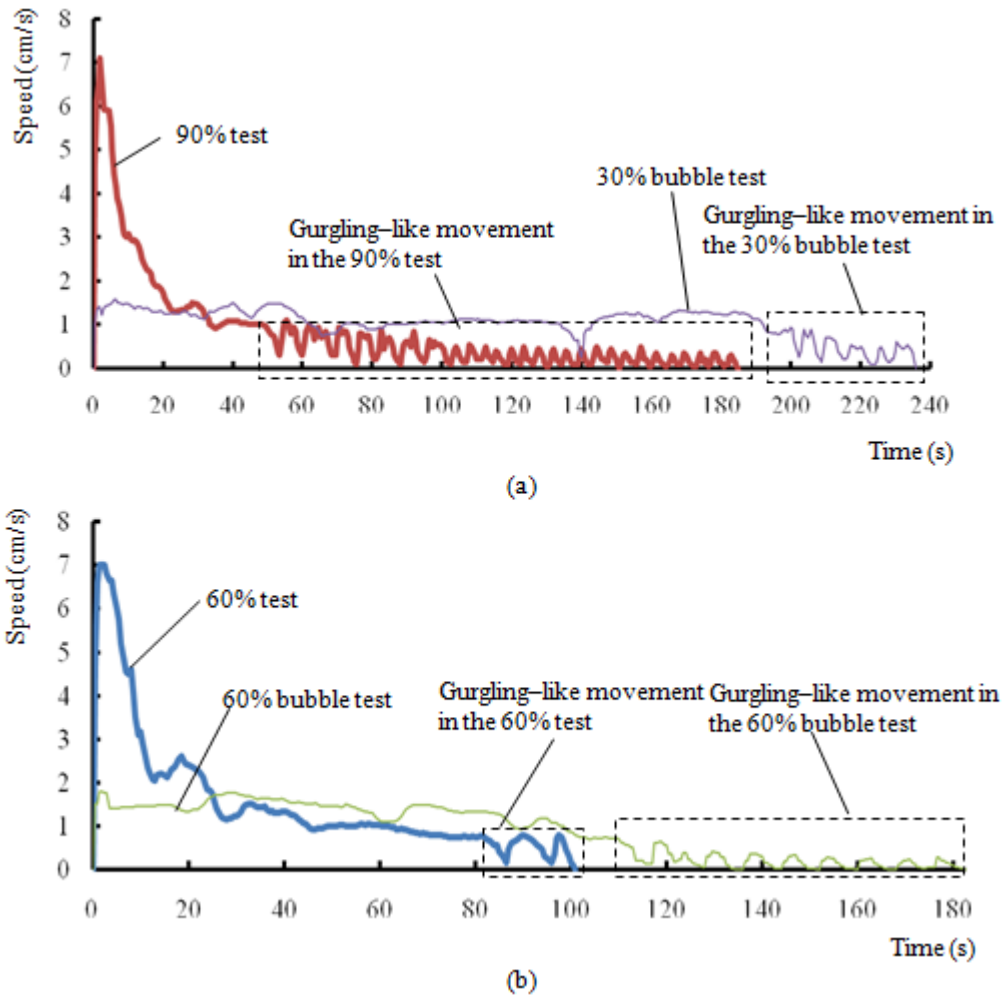 8
7
6
5
4
3
2
1
0
Speed(cm/s)
90% test
30% bubble test
Gurgling–like movement
in the 90% test
Gurgling–like movement in
the 30% bubble test
0 20 40 60 80 100 120 140 160 180 200 220 240
Time (s)
(a)
8
7
6
5
4
3
2
1
0
Speed(cm/s)
60% test
60% bubble test
Gurgling–like movement
in the 60% test
Gurgling–like movement in
the 60% bubble test
0 20 40 60 80 100 120 140 160 180
Time (s)
(b)